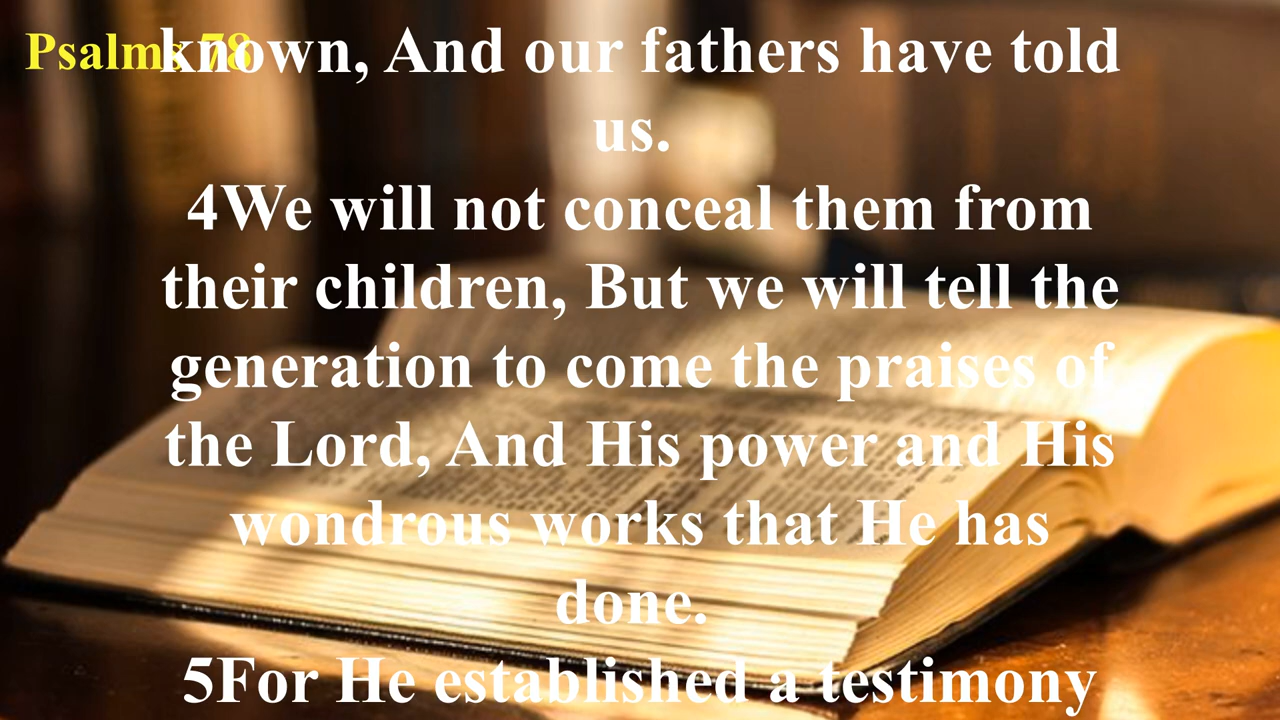 Psalms 78
known, And our fathers have told
us.
4We will not conceal them from
their children, But we will tell the
generation to come the praises of
the Lord, And His power and His
wondrous works that He has
done.
5For He established a testimony